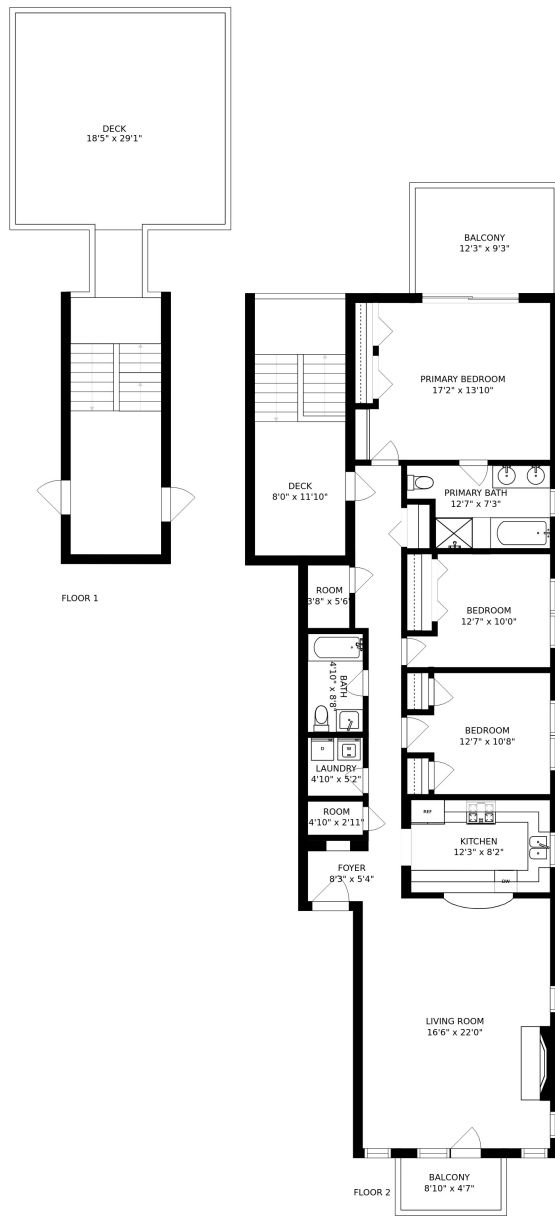 DECK
18'5" x 29'1"
BALCONY
12'3" x 9'3"
PRIMARY BEDROOM
17'2" x 13'10"
DECK
8'0" x 11'10"
PRIMARY BATH
12'7" x 7'3"
FLOOR 1
ROOM
3'8" x 5'6"
BEDROOM
12'7" x 10'0"
BATH
4'10" x 8'8"
BEDROOM
12'7" x 10'8"
D
W
LAUNDRY
4'10" x 5'2"
ROOM
4'10" x 2'11"
REF
KITCHEN
12'3" x 8'2"
DW
FOYER
8'3" x 5'4"
LIVING ROOM
16'6" x 22'0"
BALCONY
8'10" x 4'7"
FLOOR 2